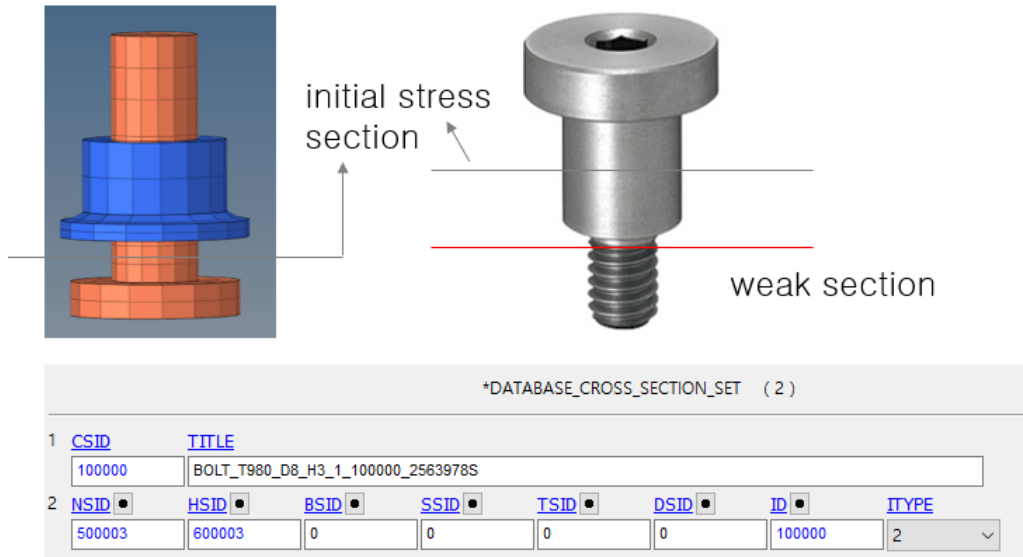 initial stress
section
weak section
*DATABASE_CROSS_SECTION_SET ( 2 )
1 CSID TITLE
100000 BOLT_T980_D8_H3_1_100000_2563978S
2 NSID HSID BSID SSID TSID DSID ID ITYPE
500003 600003 0 0 0 0 100000 2